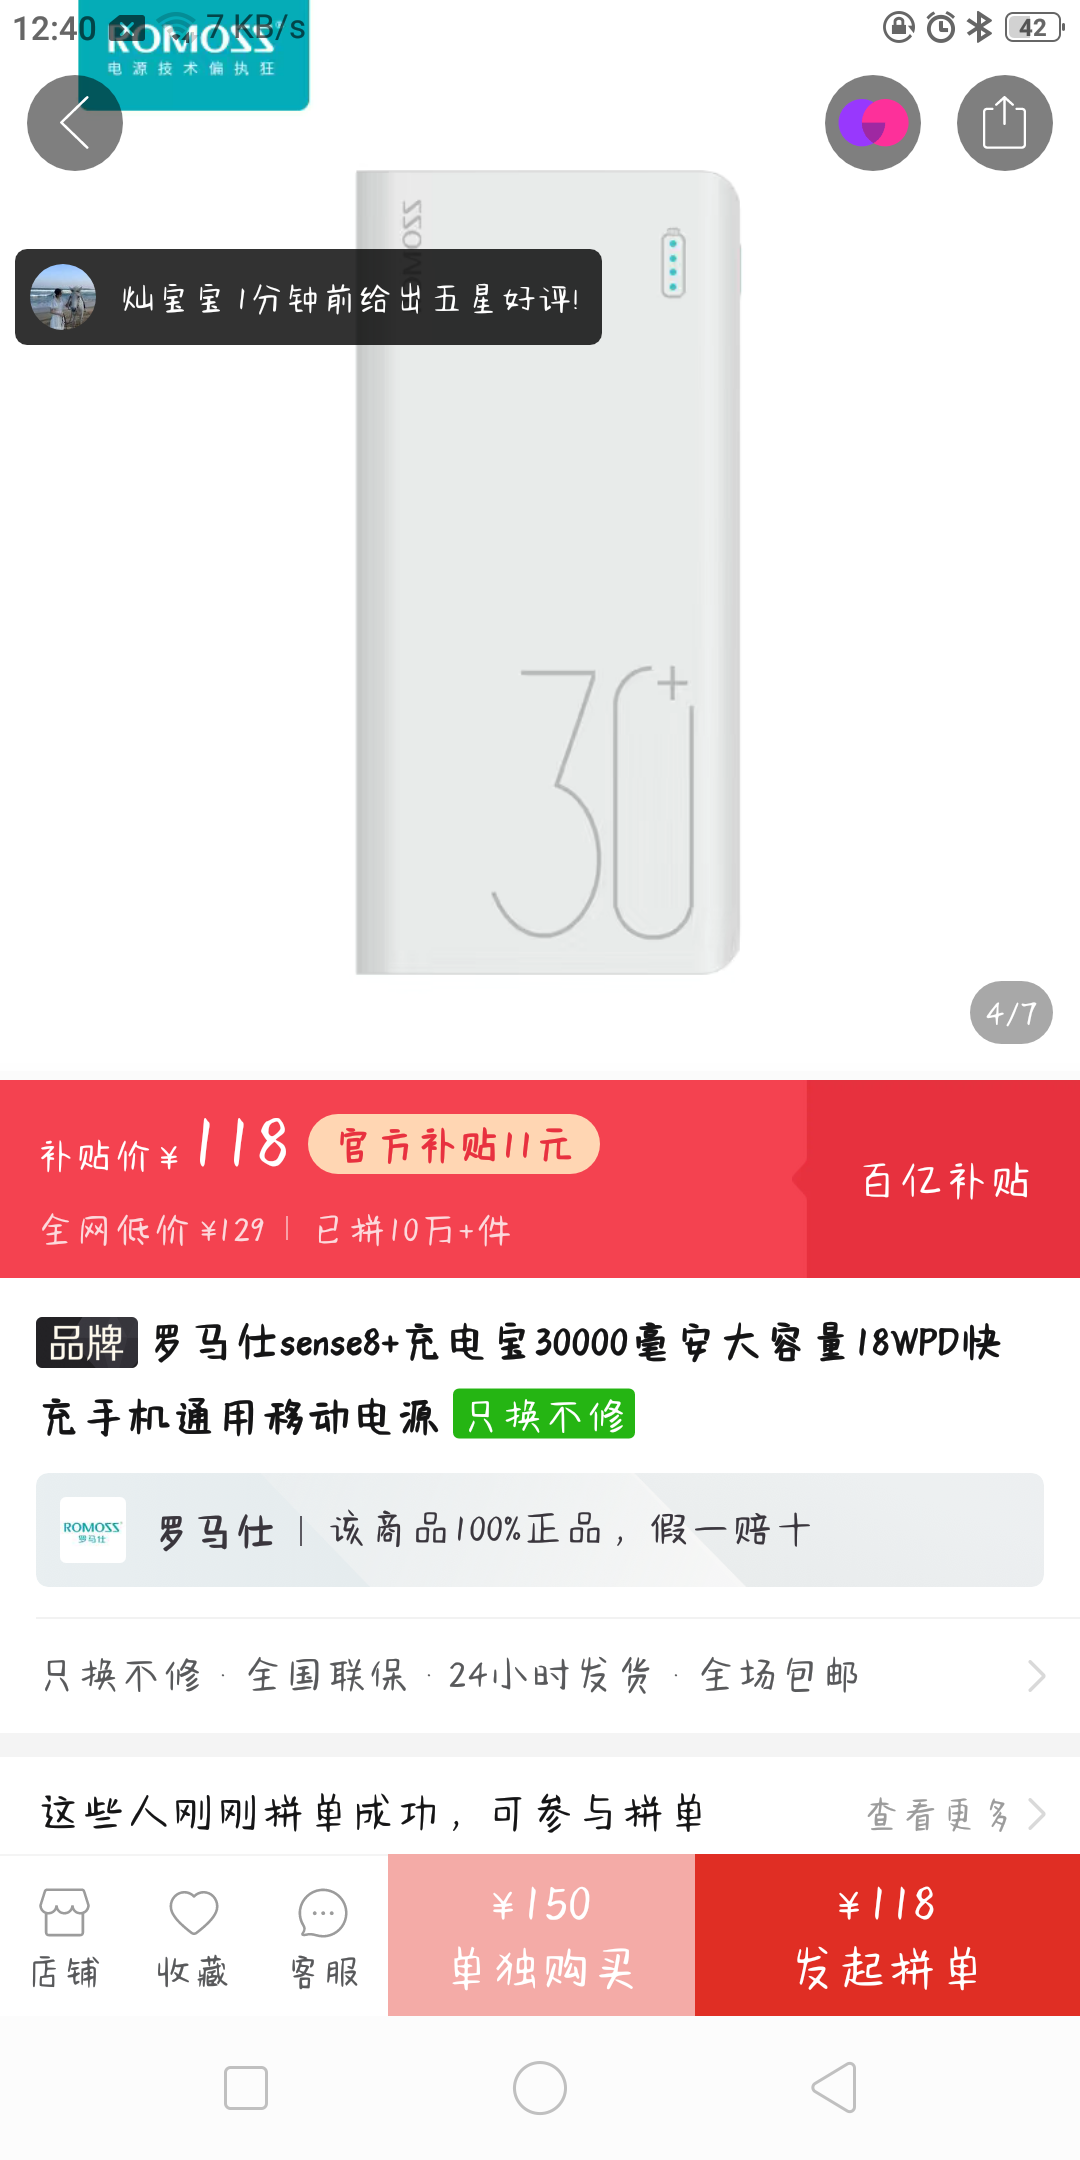 12:40 7 KB/s 42
ROMOSS
电源技术偏执狂
ROMOSS
灿宝宝 1分钟前给出五星好评!
30+
4/7
补贴价 ¥118 官方补贴11元
百亿补贴
全网低价 ¥129 | 已拼10万+件
品牌 罗马仕sense8+充电宝30000毫安大容量18WPD快
充手机通用移动电源 只换不修
ROMOSS
罗马仕
罗马仕 | 该商品100%正品，假一赔十
只换不修 · 全国联保 · 24小时发货 · 全场包邮
这些人刚刚拼单成功，可参与拼单 查看更多
¥150
¥118
店铺 收藏 客服 单独购买 发起拼单